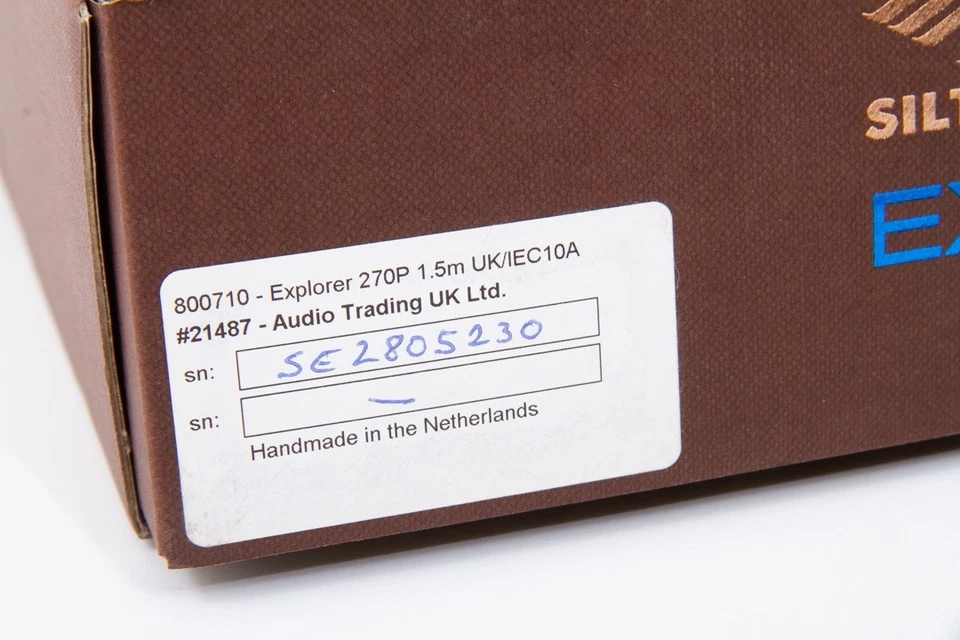 SILT
EX
800710 - Explorer 270P 1.5m UK/IEC10A
#21487 - Audio Trading UK Ltd.
sn: SE2805230
sn: —
Handmade in the Netherlands